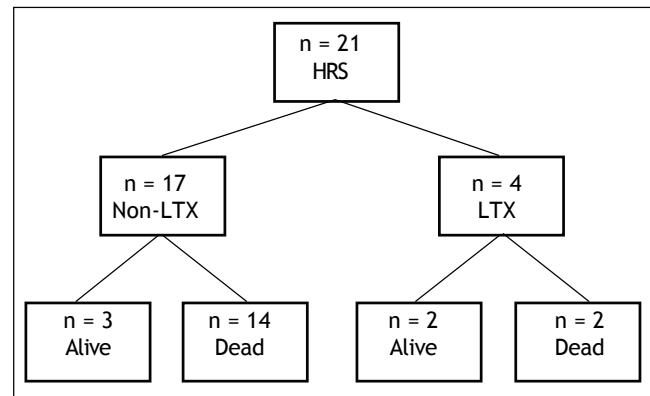 n = 21
HRS
n = 17
Non-LTX
n = 4
LTX
n = 3
Alive
n = 14
Dead
n = 2
Alive
n = 2
Dead